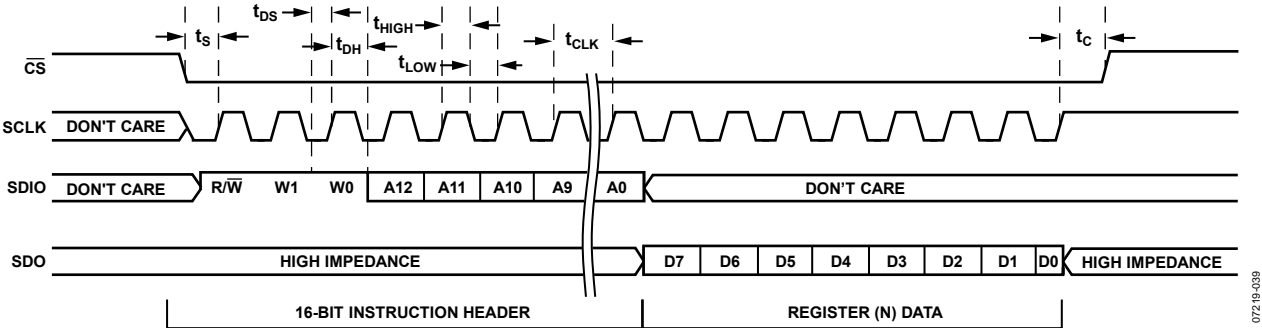 tS
tDS
tDH
tHIGH
tLOW
tCLK
tC
CS
SCLK DON'T CARE
SDIO DON'T CARE R/W W1 W0 A12 A11 A10 A9 A0 DON'T CARE
SDO HIGH IMPEDANCE D7 D6 D5 D4 D3 D2 D1 D0 HIGH IMPEDANCE
16-BIT INSTRUCTION HEADER REGISTER (N) DATA
07219-039